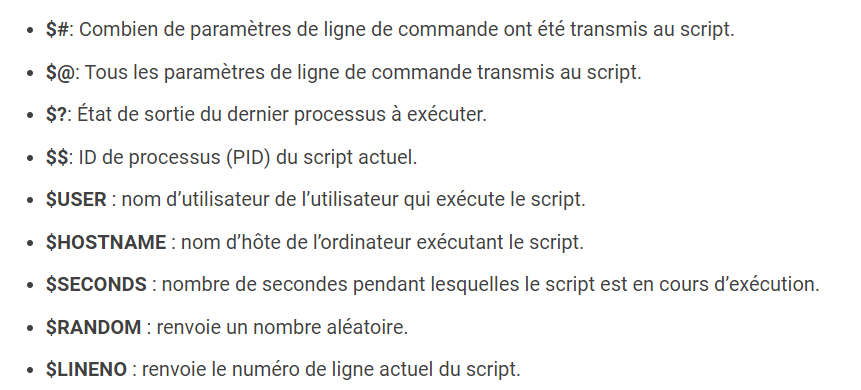 • $#: Combien de paramètres de ligne de commande ont été transmis au script.
• $@: Tous les paramètres de ligne de commande transmis au script.
• $?: État de sortie du dernier processus à exécuter.
• $$: ID de processus (PID) du script actuel.
• $USER : nom d’utilisateur de l’utilisateur qui exécute le script.
• $HOSTNAME : nom d’hôte de l’ordinateur exécutant le script.
• $SECONDS : nombre de secondes pendant lesquelles le script est en cours d’exécution.
• $RANDOM : renvoie un nombre aléatoire.
• $LINENO : renvoie le numéro de ligne actuel du script.